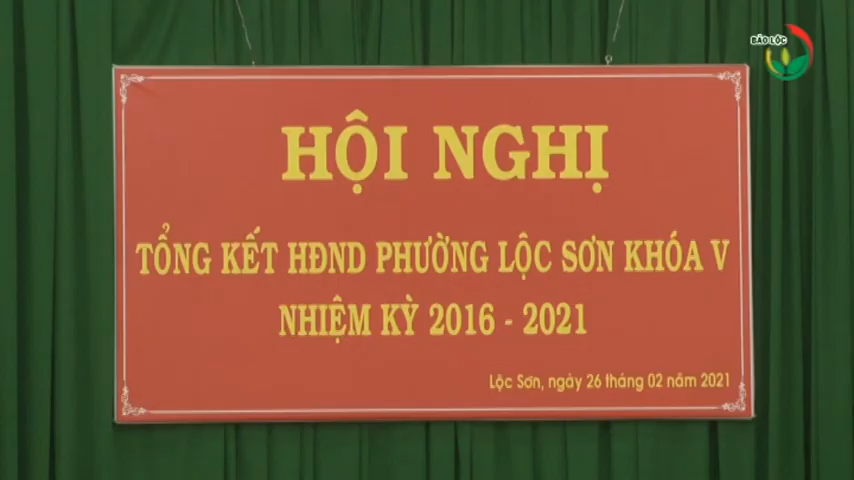 BẢO LỘC
HỘI NGHỊ
TỔNG KẾT HĐND PHƯỜNG LỘC SƠN KHÓA V
NHIỆM KỲ 2016 - 2021
Lộc Sơn, ngày 26 tháng 02 năm 2021